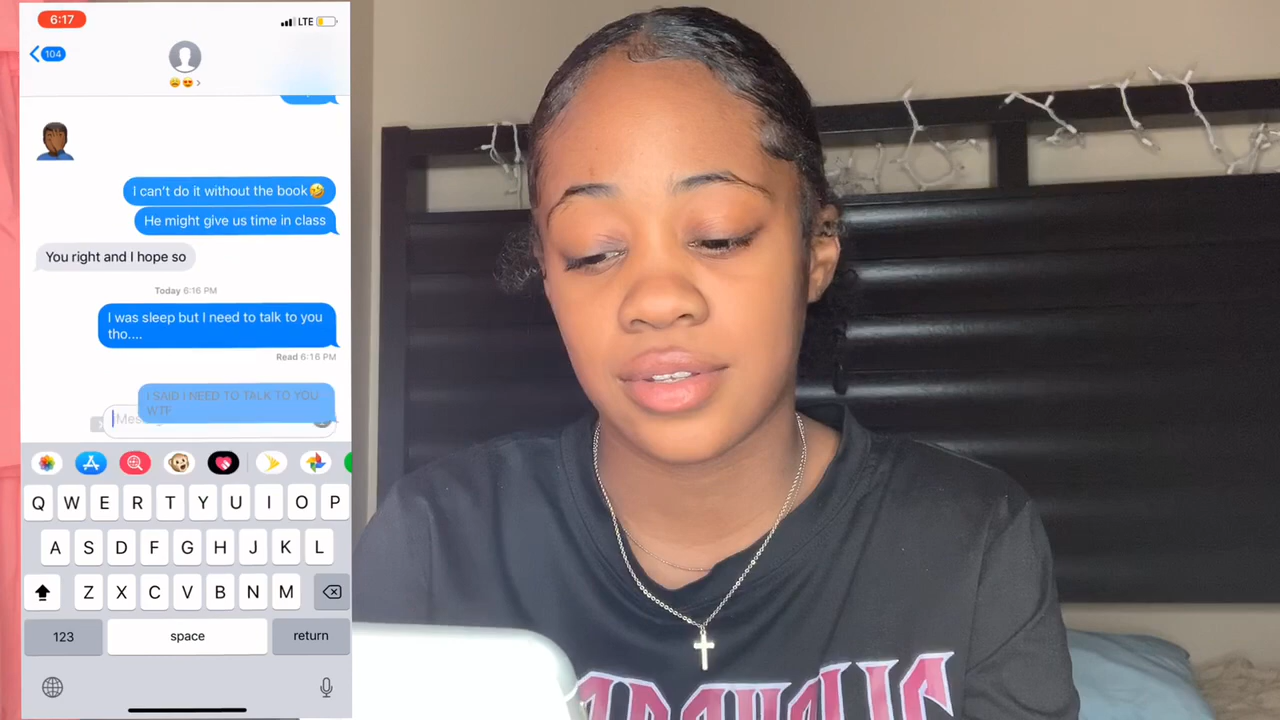 6:17
LTE
104
I can't do it without the book🤣
He might give us time in class
You right and I hope so
Today 6:16 PM
I was sleep but I need to talk to you
tho....
Read 6:16 PM
I SAID I NEED TO TALK TO YOU
WTF
Q W E R T Y U I O P
A S D F G H J K L
Z X C V B N M
123
space
return